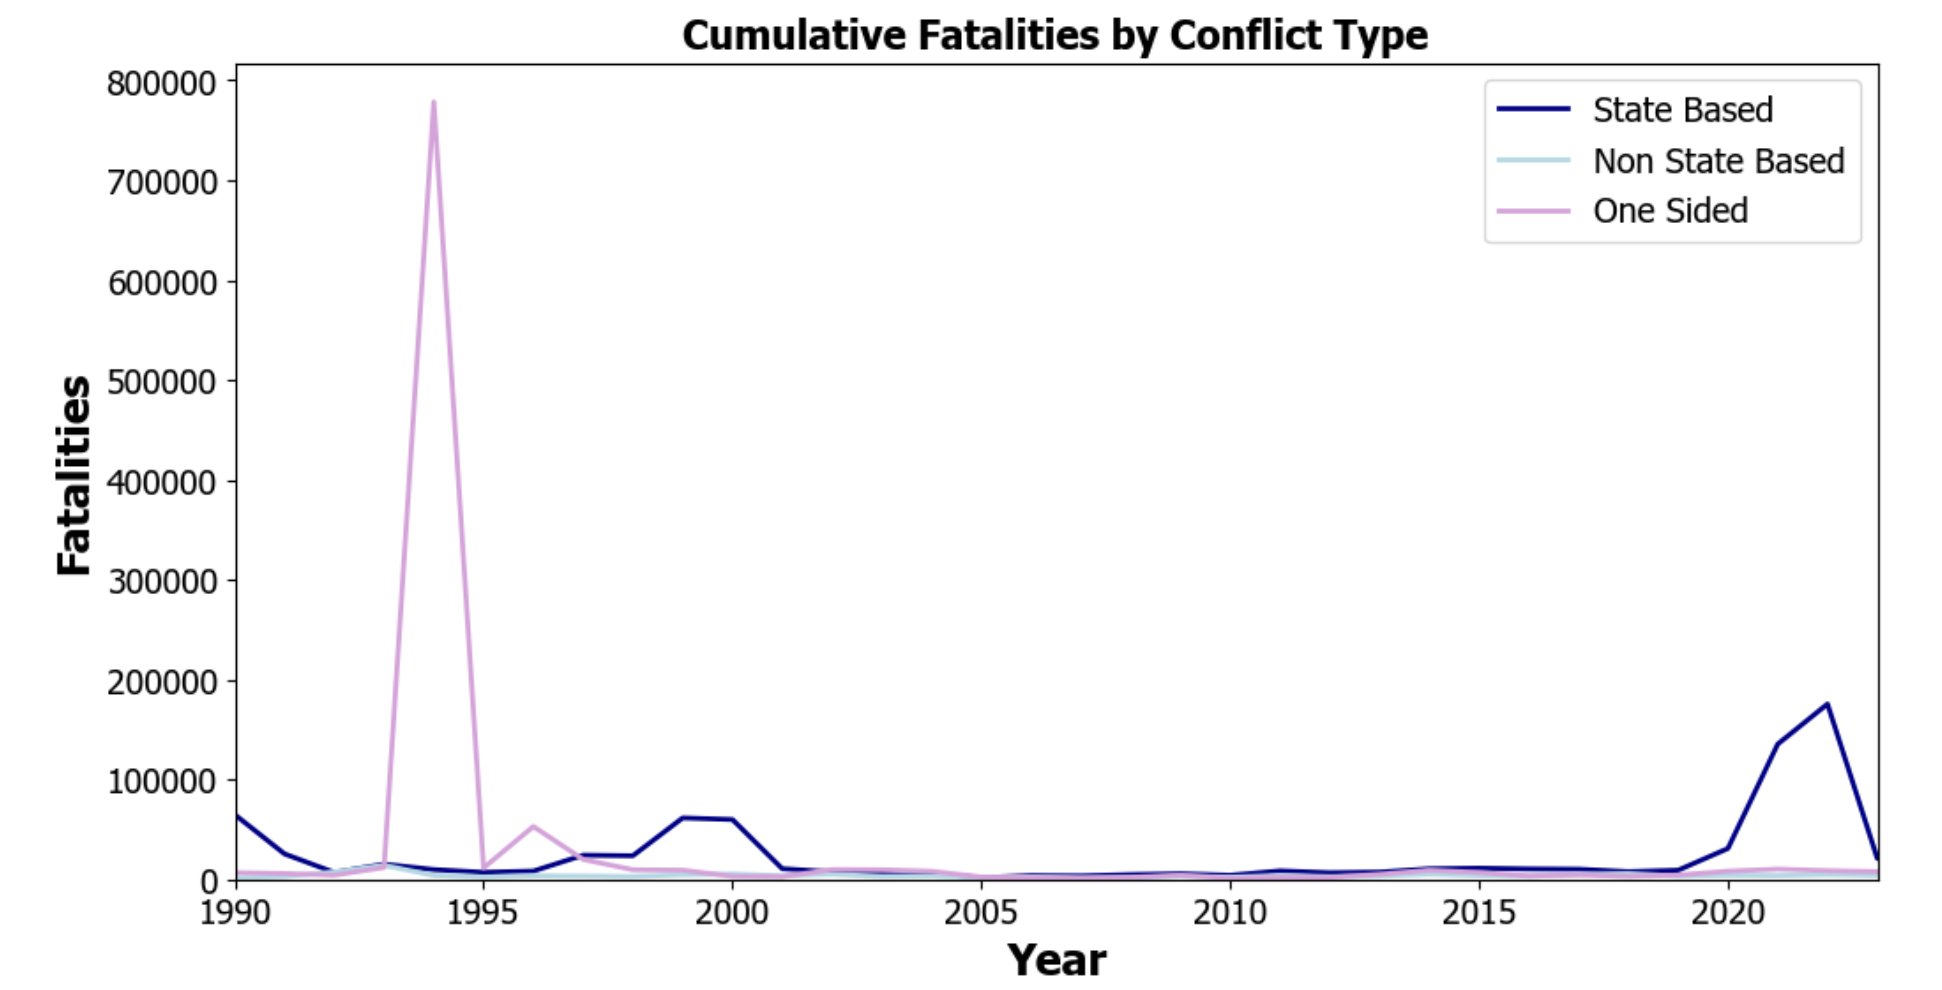 Cumulative Fatalities by Conflict Type
State Based
Non State Based
One Sided
Fatalities
800000
700000
600000
500000
400000
300000
200000
100000
0
1990 1995 2000 2005 2010 2015 2020
Year